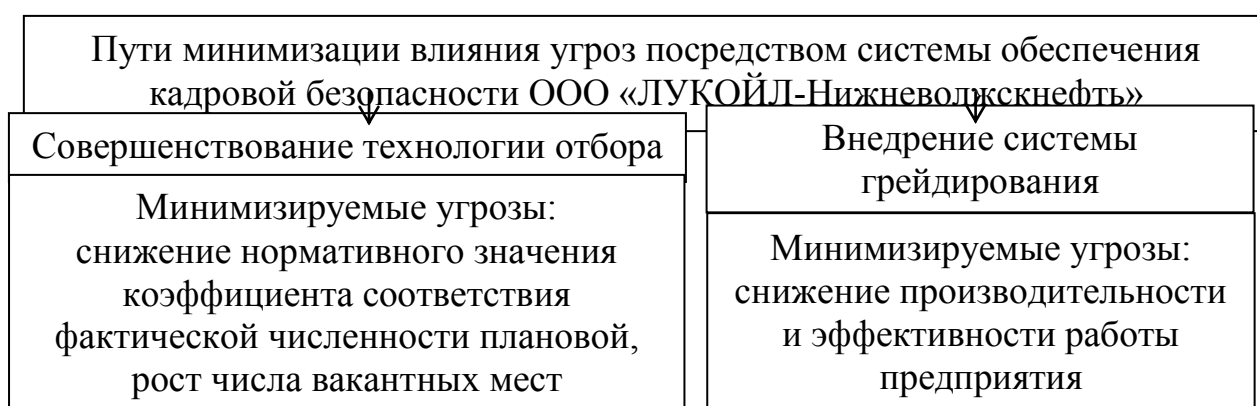 Пути минимизации влияния угроз посредством системы обеспечения
кадровой безопасности ООО «ЛУКОЙЛ-Нижневолжскнефть»
Совершенствование технологии отбора
Минимизируемые угрозы:
снижение нормативного значения
коэффициента соответствия
фактической численности плановой,
рост числа вакантных мест
Внедрение системы
грейдирования
Минимизируемые угрозы:
снижение производительности
и эффективности работы
предприятия